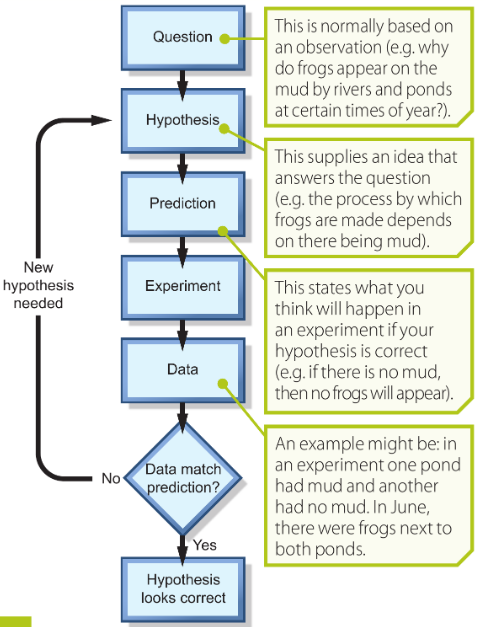 Question
This is normally based on
an observation (e.g. why
do frogs appear on the
mud by rivers and ponds
at certain times of year?).
Hypothesis
This supplies an idea that
answers the question
(e.g. the process by which
frogs are made depends
on there being mud).
Prediction
This states what you
think will happen in
an experiment if your
hypothesis is correct
(e.g. if there is no mud,
then no frogs will appear).
New
hypothesis
needed
Experiment
Data
An example might be: in
an experiment one pond
had mud and another
had no mud. In June,
there were frogs next to
both ponds.
Data match
prediction?
No
Yes
Hypothesis
looks correct